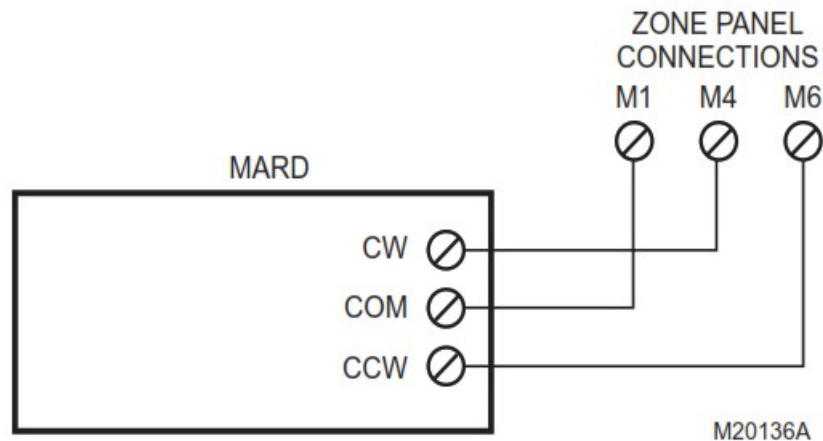 ZONE PANEL
CONNECTIONS
M1 M4 M6
MARD
CW
COM
CCW
M20136A